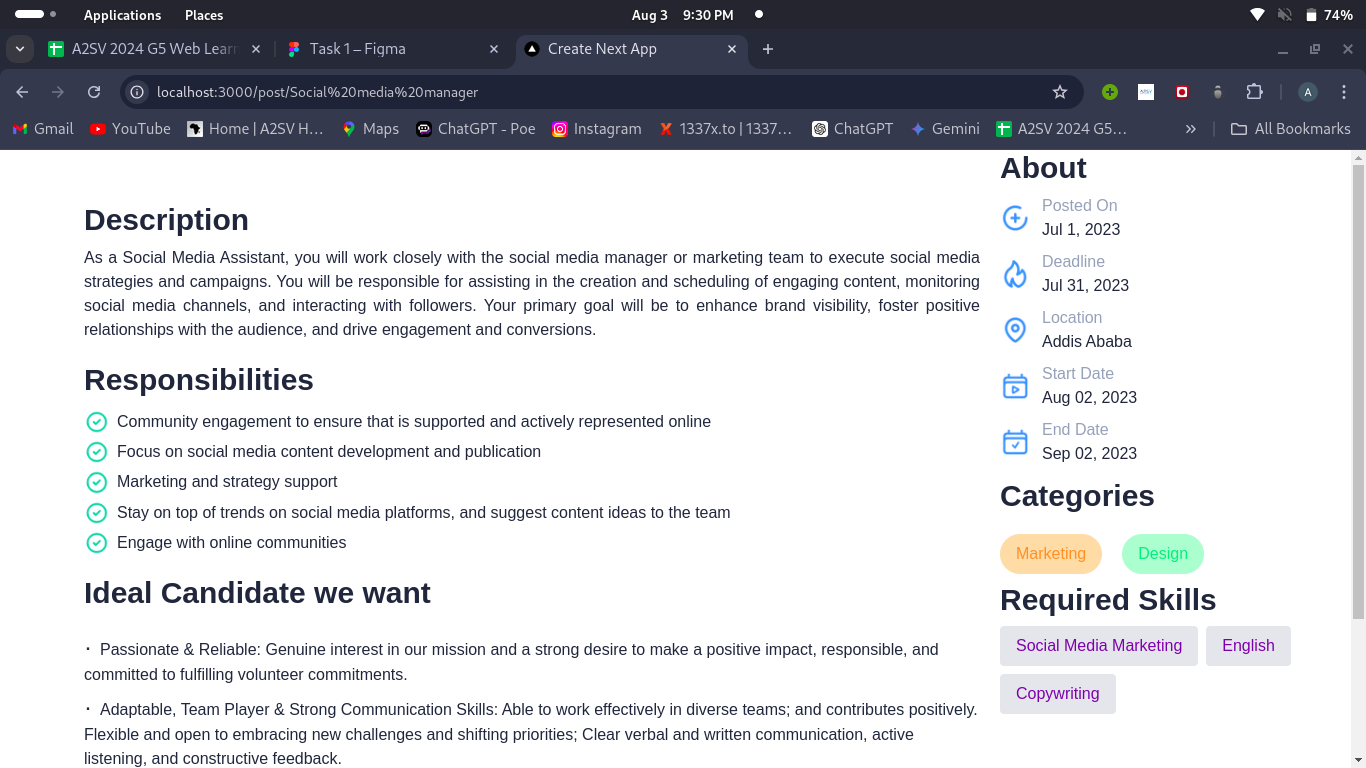 Applications Places Aug 3 9:30 PM 74%
A2SV 2024 G5 Web Learn Task 1 – Figma Create Next App
localhost:3000/post/Social%20media%20manager A
Gmail YouTube Home | A2SV H... Maps ChatGPT - Poe Instagram 1337x.to | 1337... ChatGPT Gemini A2SV 2024 G5... » All Bookmarks
Description
As a Social Media Assistant, you will work closely with the social media manager or marketing team to execute social media
strategies and campaigns. You will be responsible for assisting in the creation and scheduling of engaging content, monitoring
social media channels, and interacting with followers. Your primary goal will be to enhance brand visibility, foster positive
relationships with the audience, and drive engagement and conversions.
Responsibilities
Community engagement to ensure that is supported and actively represented online
Focus on social media content development and publication
Marketing and strategy support
Stay on top of trends on social media platforms, and suggest content ideas to the team
Engage with online communities
Ideal Candidate we want
· Passionate & Reliable: Genuine interest in our mission and a strong desire to make a positive impact, responsible, and
committed to fulfilling volunteer commitments.
· Adaptable, Team Player & Strong Communication Skills: Able to work effectively in diverse teams; and contributes positively.
Flexible and open to embracing new challenges and shifting priorities; Clear verbal and written communication, active
listening, and constructive feedback.
About
Posted On
Jul 1, 2023
Deadline
Jul 31, 2023
Location
Addis Ababa
Start Date
Aug 02, 2023
End Date
Sep 02, 2023
Categories
Marketing Design
Required Skills
Social Media Marketing English
Copywriting